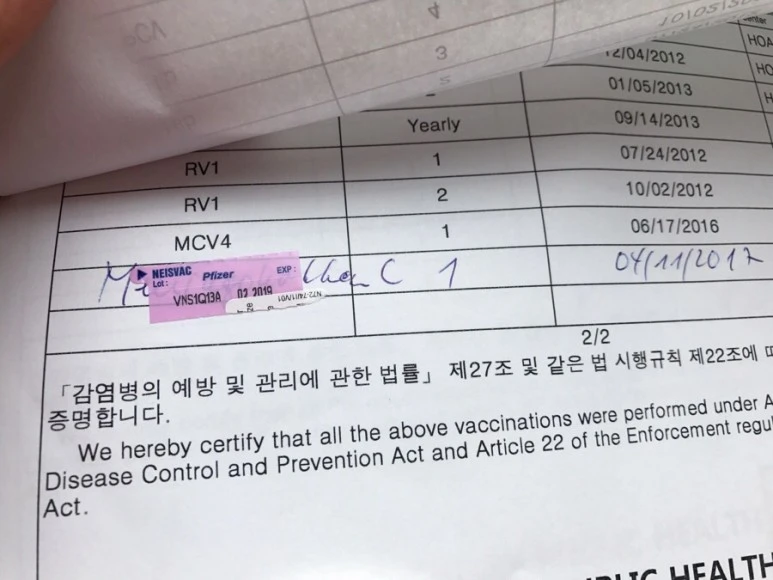 4
3
12/04/2012
01/05/2013
Yearly 09/14/2013
RV1 1 07/24/2012
RV1 2 10/02/2012
MCV4 1 06/17/2016
C 1 04/11/2017
NEISVAC Pfizer EXP:
Lot: VNS1Q13A 02 2019
2/2
「감염병의 예방 및 관리에 관한 법률」 제27조 및 같은 법 시행규칙 제22조에
증명합니다.
We hereby certify that all the above vaccinations were performed under A
Disease Control and Prevention Act and Article 22 of the Enforcement regu
Act.
HEALTH